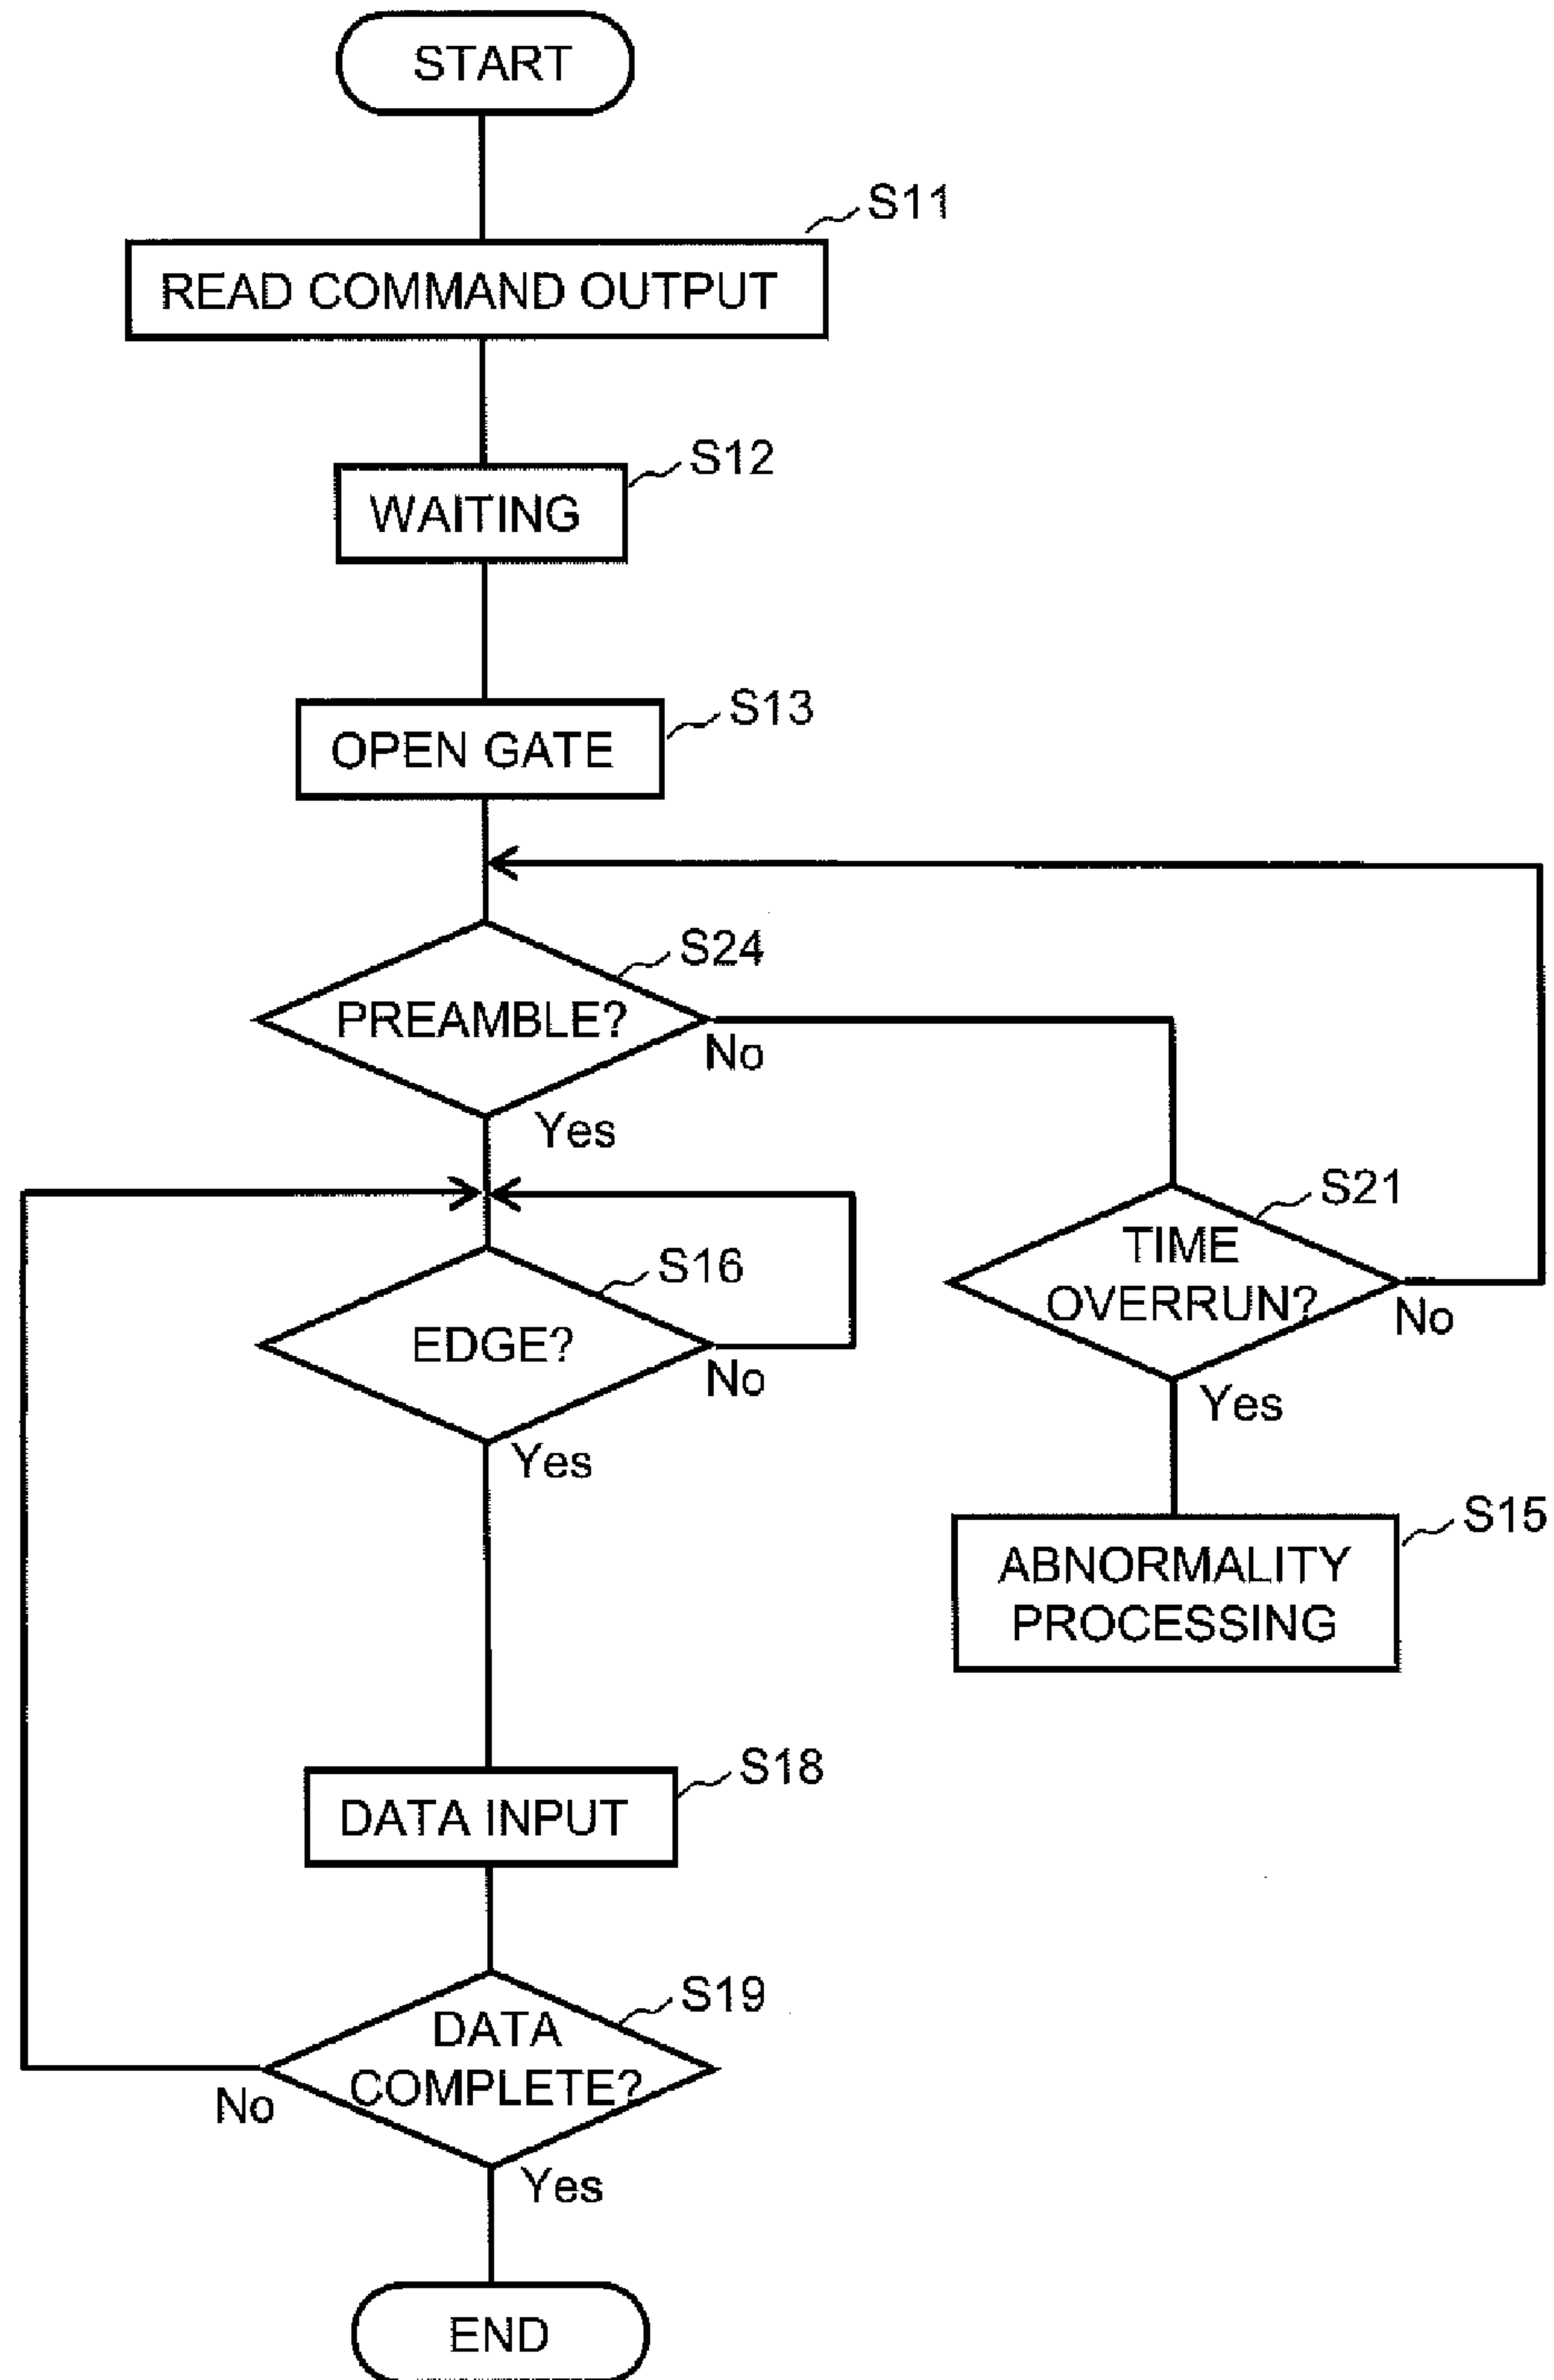 START
S11
READ COMMAND OUTPUT
S12
WAITING
S13
OPEN GATE
S24
PREAMBLE?
No
Yes
S21
TIME
OVERRUN?
No
Yes
S16
EDGE?
No
Yes
S15
ABNORMALITY
PROCESSING
S18
DATA INPUT
S19
DATA
COMPLETE?
No
Yes
END